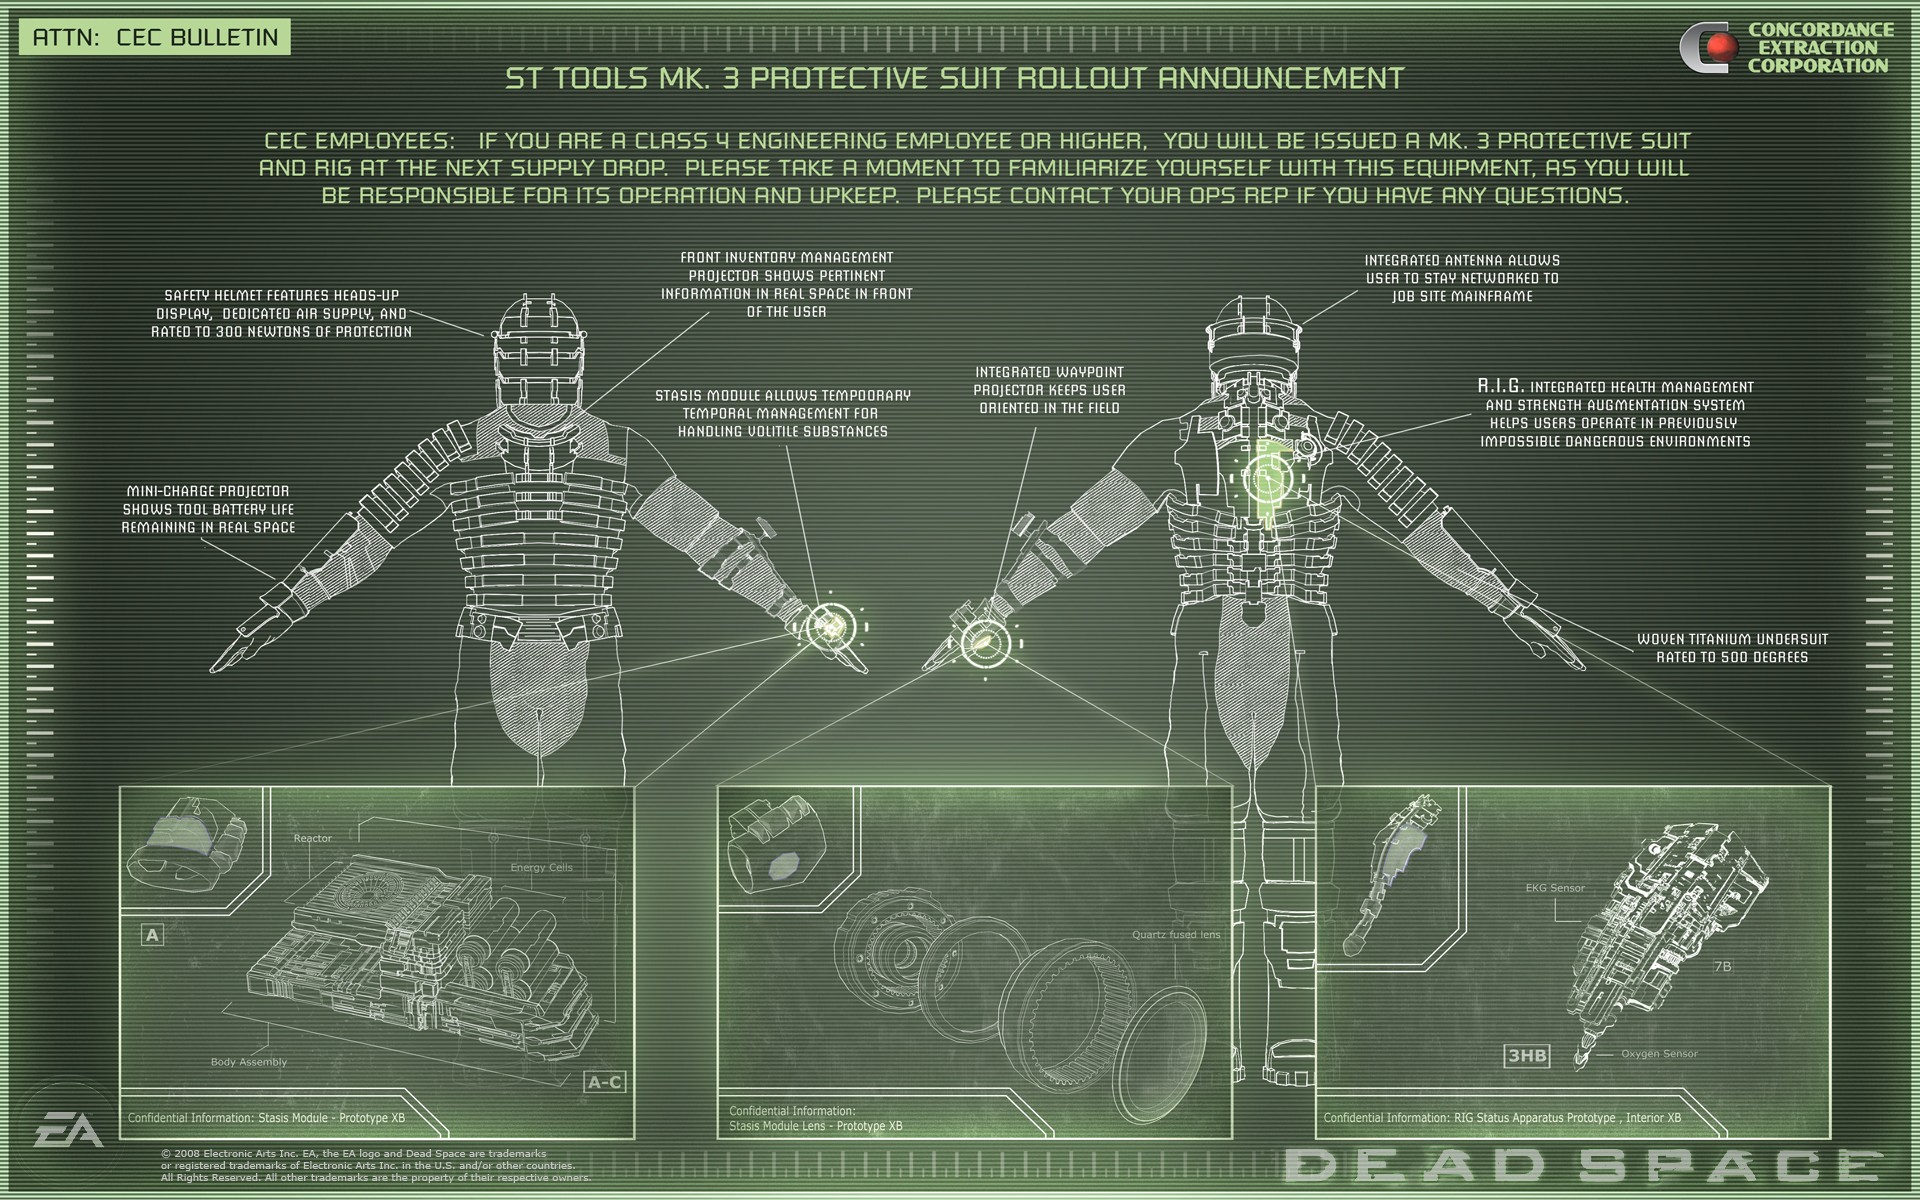 ATTN: CEC BULLETIN
CONCORDANCE
EXTRACTION
CORPORATION
ST TOOLS MK. 3 PROTECTIVE SUIT ROLLOUT ANNOUNCEMENT
CEC EMPLOYEES: IF YOU ARE A CLASS 4 ENGINEERING EMPLOYEE OR HIGHER, YOU WILL BE ISSUED A MK. 3 PROTECTIVE SUIT
AND RIG AT THE NEXT SUPPLY DROP. PLEASE TAKE A MOMENT TO FAMILIARIZE YOURSELF WITH THIS EQUIPMENT, AS YOU WILL
BE RESPONSIBLE FOR ITS OPERATION AND UPKEEP. PLEASE CONTACT YOUR OPS REP IF YOU HAVE ANY QUESTIONS.
SAFETY HELMET FEATURES HEADS-UP
DISPLAY, DEDICATED AIR SUPPLY, AND
RATED TO 300 NEWTONS OF PROTECTION
FRONT INVENTORY MANAGEMENT
PROJECTOR SHOWS PERTINENT
INFORMATION IN REAL SPACE IN FRONT
OF THE USER
INTEGRATED ANTENNA ALLOWS
USER TO STAY NETWORKED TO
JOB SITE MAINFRAME
STASIS MODULE ALLOWS TEMPOORARY
TEMPORAL MANAGEMENT FOR
HANDLING VOLITILE SUBSTANCES
INTEGRATED WAYPOINT
PROJECTOR KEEPS USER
ORIENTED IN THE FIELD
R.I.G. INTEGRATED HEALTH MANAGEMENT
AND STRENGTH AUGMENTATION SYSTEM
HELPS USERS OPERATE IN PREVIOUSLY
IMPOSSIBLE DANGEROUS ENVIRONMENTS
MINI-CHARGE PROJECTOR
SHOWS TOOL BATTERY LIFE
REMAINING IN REAL SPACE
WOVEN TITANIUM UNDERSUIT
RATED TO 500 DEGREES
Reactor
Energy Cells
A
Body Assembly
A-C
Confidential Information: Stasis Module - Prototype XB
Quartz fused lens
Confidential Information:
Stasis Module Lens - Prototype XB
EKG Sensor
7B
3HB
Oxygen Sensor
Confidential Information: RIG Status Apparatus Prototype , Interior XB
EA
© 2008 Electronic Arts Inc. EA, the EA logo and Dead Space are trademarks
or registered trademarks of Electronic Arts Inc. in the U.S. and/or other countries.
All Rights Reserved. All other trademarks are the property of their respective owners.
DEAD SPACE